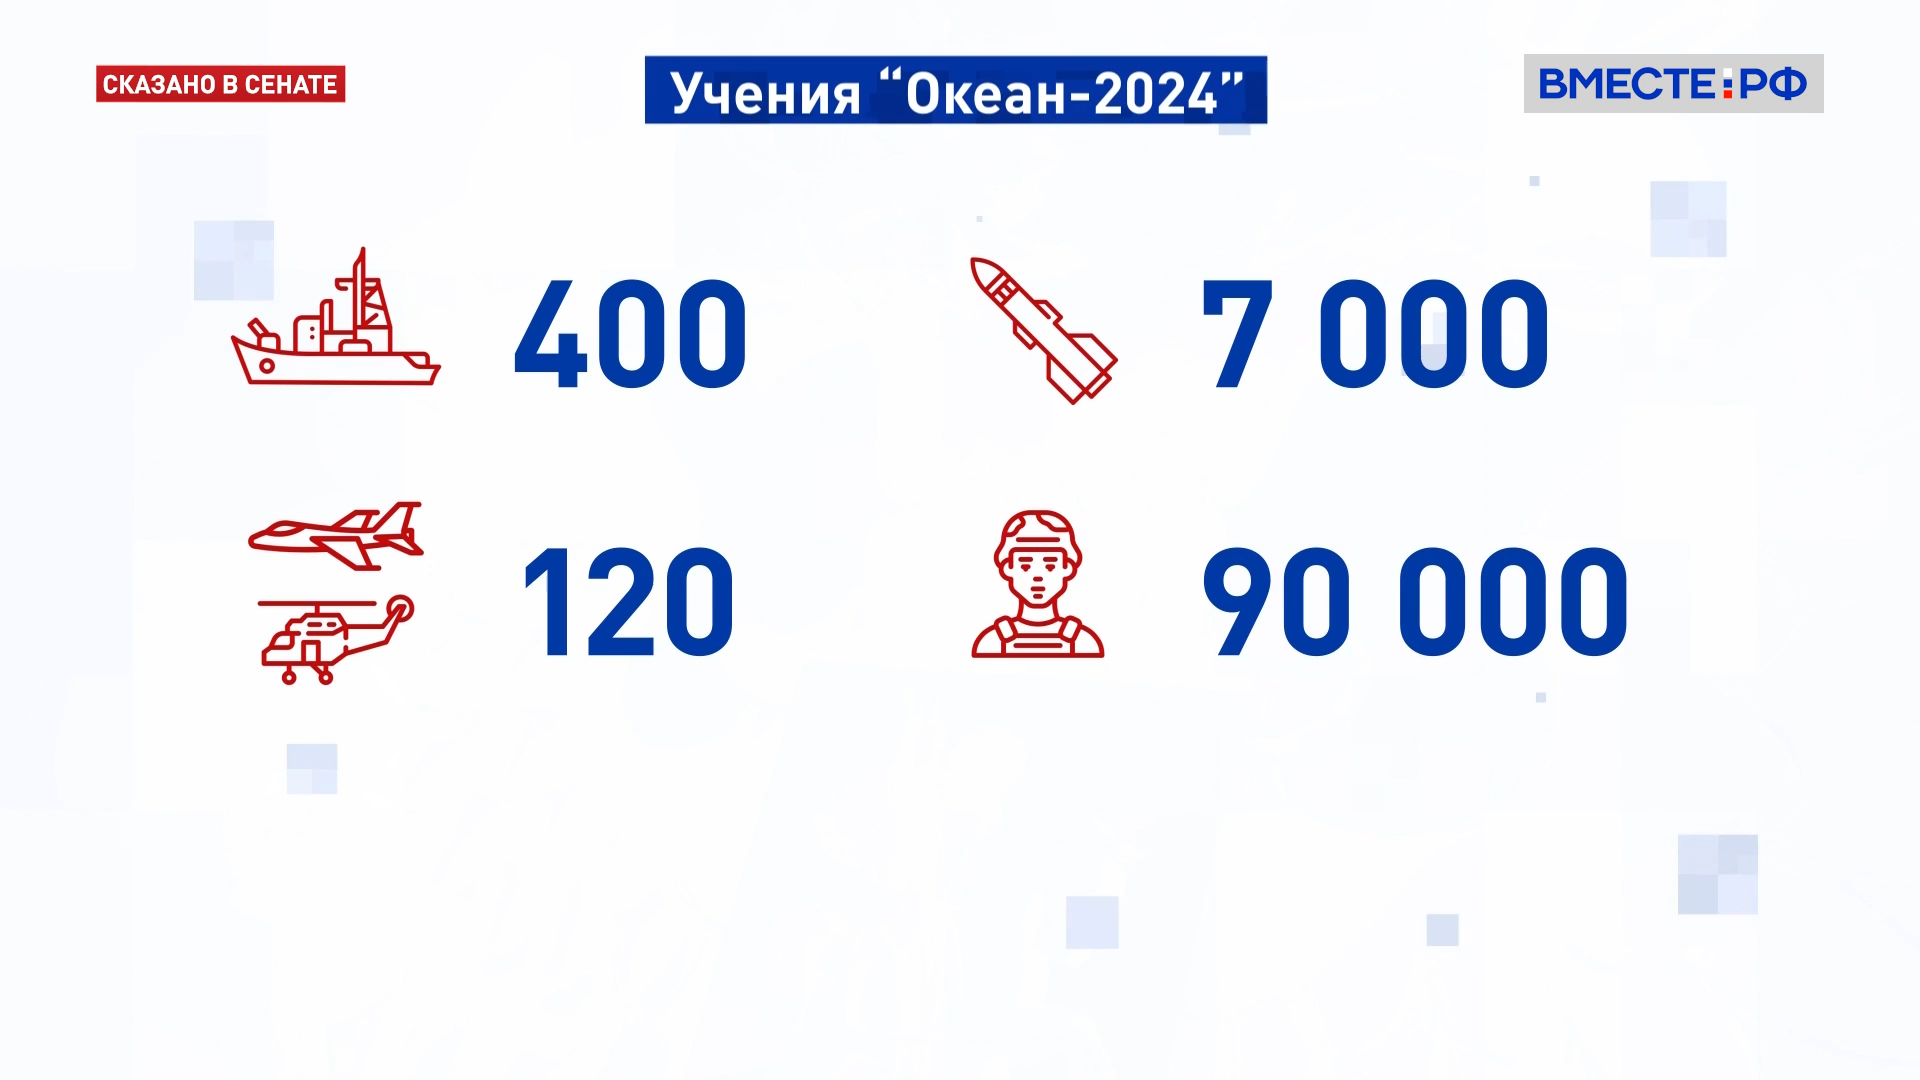 СКАЗАНО В СЕНАТЕ
Учения “Океан-2024”
ВМЕСТЕ:РФ
400
7 000
120
90 000